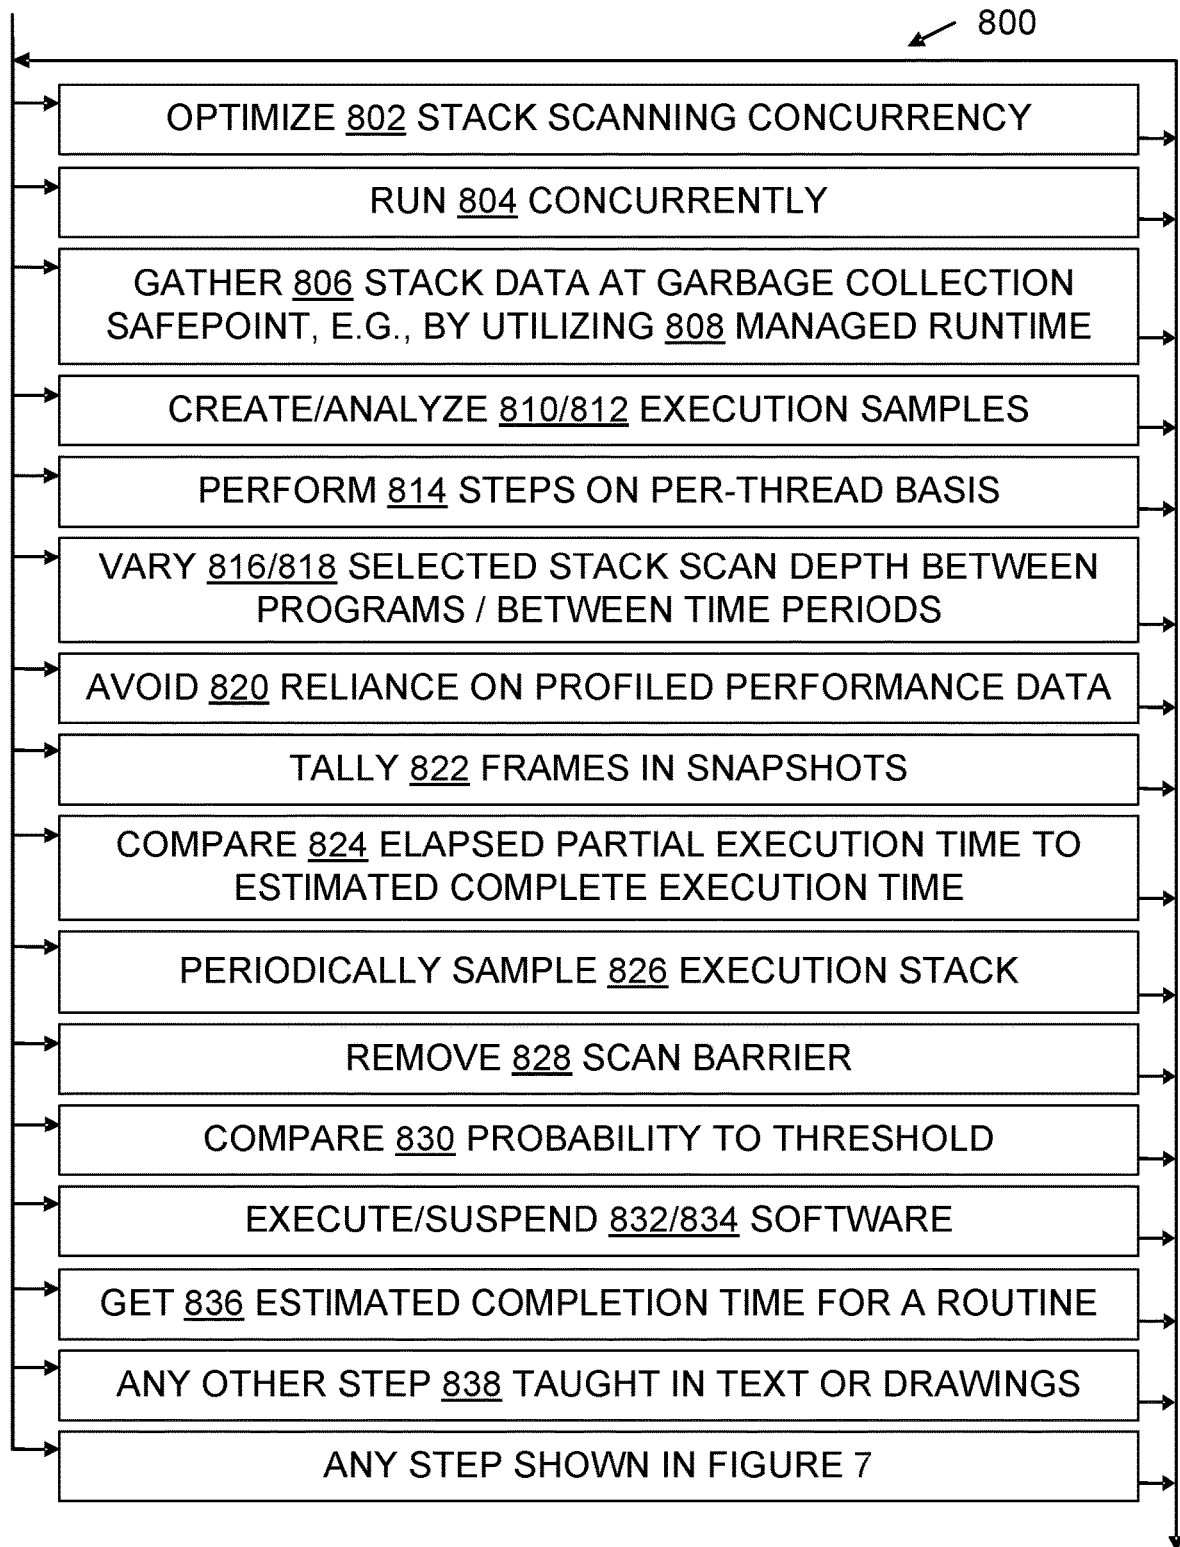 800
OPTIMIZE 802 STACK SCANNING CONCURRENCY
RUN 804 CONCURRENTLY
GATHER 806 STACK DATA AT GARBAGE COLLECTION
SAFEPOINT, E.G., BY UTILIZING 808 MANAGED RUNTIME
CREATE/ANALYZE 810/812 EXECUTION SAMPLES
PERFORM 814 STEPS ON PER-THREAD BASIS
VARY 816/818 SELECTED STACK SCAN DEPTH BETWEEN
PROGRAMS / BETWEEN TIME PERIODS
AVOID 820 RELIANCE ON PROFILED PERFORMANCE DATA
TALLY 822 FRAMES IN SNAPSHOTS
COMPARE 824 ELAPSED PARTIAL EXECUTION TIME TO
ESTIMATED COMPLETE EXECUTION TIME
PERIODICALLY SAMPLE 826 EXECUTION STACK
REMOVE 828 SCAN BARRIER
COMPARE 830 PROBABILITY TO THRESHOLD
EXECUTE/SUSPEND 832/834 SOFTWARE
GET 836 ESTIMATED COMPLETION TIME FOR A ROUTINE
ANY OTHER STEP 838 TAUGHT IN TEXT OR DRAWINGS
ANY STEP SHOWN IN FIGURE 7